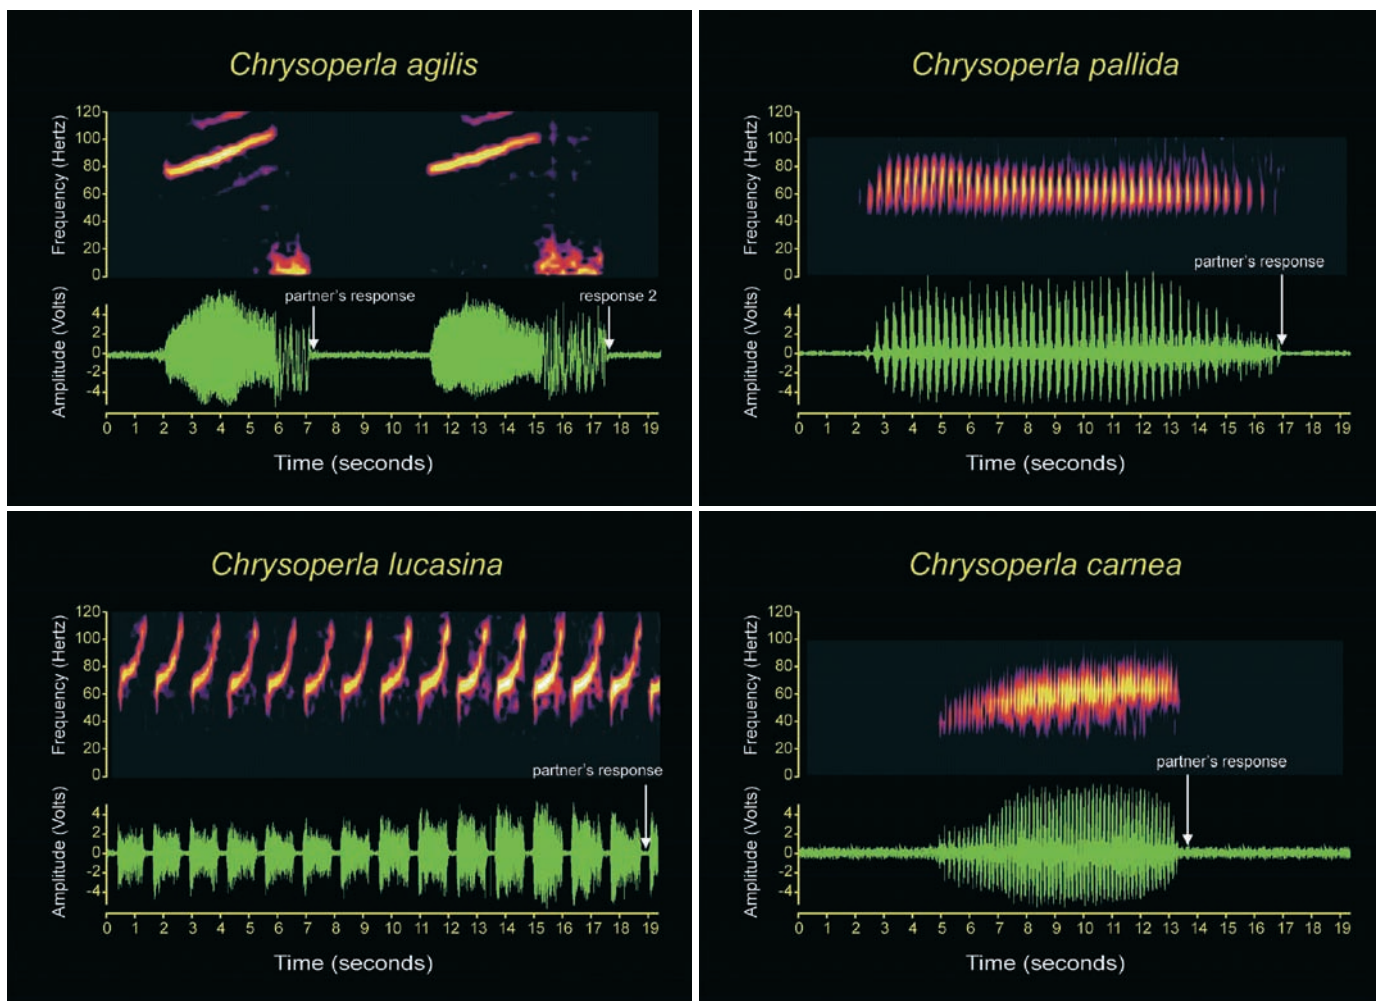 Chrysoperla agilis
Frequency (Hertz)
120
100
80
60
40
20
0
partner's response
response 2
Amplitude (Volts)
4
2
0
-2
-4
0 1 2 3 4 5 6 7 8 9 10 11 12 13 14 15 16 17 18 19
Time (seconds)
Chrysoperla pallida
Frequency (Hertz)
120
100
80
60
40
20
0
partner's response
Amplitude (Volts)
4
2
0
-2
-4
0 1 2 3 4 5 6 7 8 9 10 11 12 13 14 15 16 17 18 19
Time (seconds)
Chrysoperla lucasina
Frequency (Hertz)
120
100
80
60
40
20
0
partner's response
Amplitude (Volts)
4
2
0
-2
-4
0 1 2 3 4 5 6 7 8 9 10 11 12 13 14 15 16 17 18 19
Time (seconds)
Chrysoperla carnea
Frequency (Hertz)
120
100
80
60
40
20
0
partner's response
Amplitude (Volts)
4
2
0
-2
-4
0 1 2 3 4 5 6 7 8 9 10 11 12 13 14 15 16 17 18 19
Time (seconds)